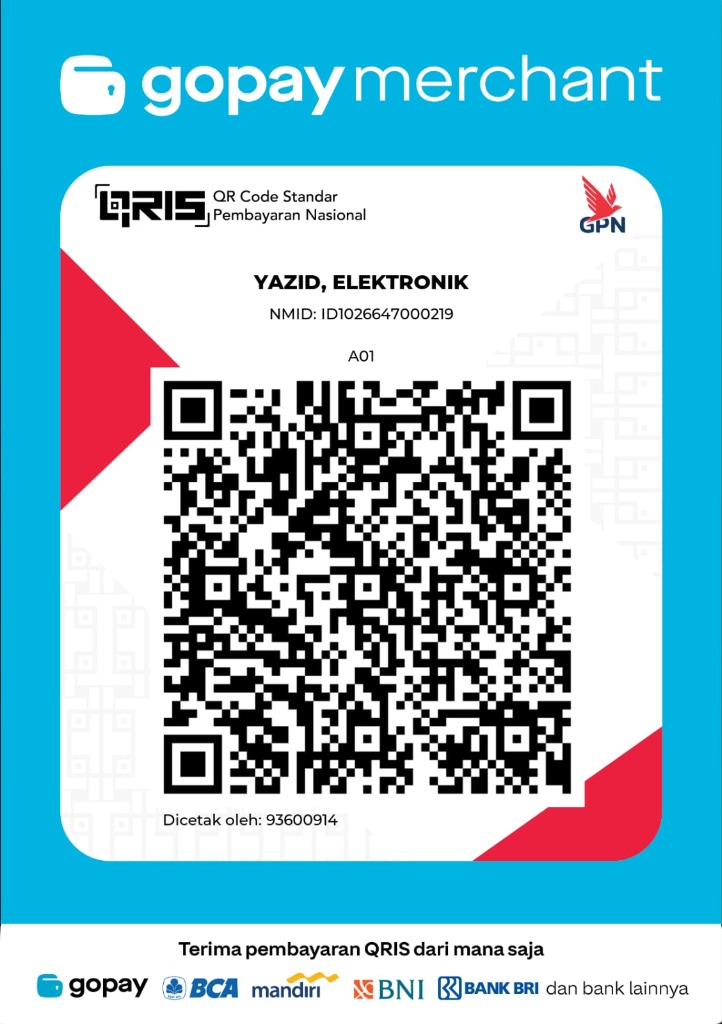 gopay merchant
QRIS QR Code Standar
Pembayaran Nasional
GPN
YAZID, ELEKTRONIK
NMID: ID1026647000219
A01
Dicetak oleh: 93600914
Terima pembayaran QRIS dari mana saja
gopay BCA mandiri BNI BANK BRI dan bank lainnya